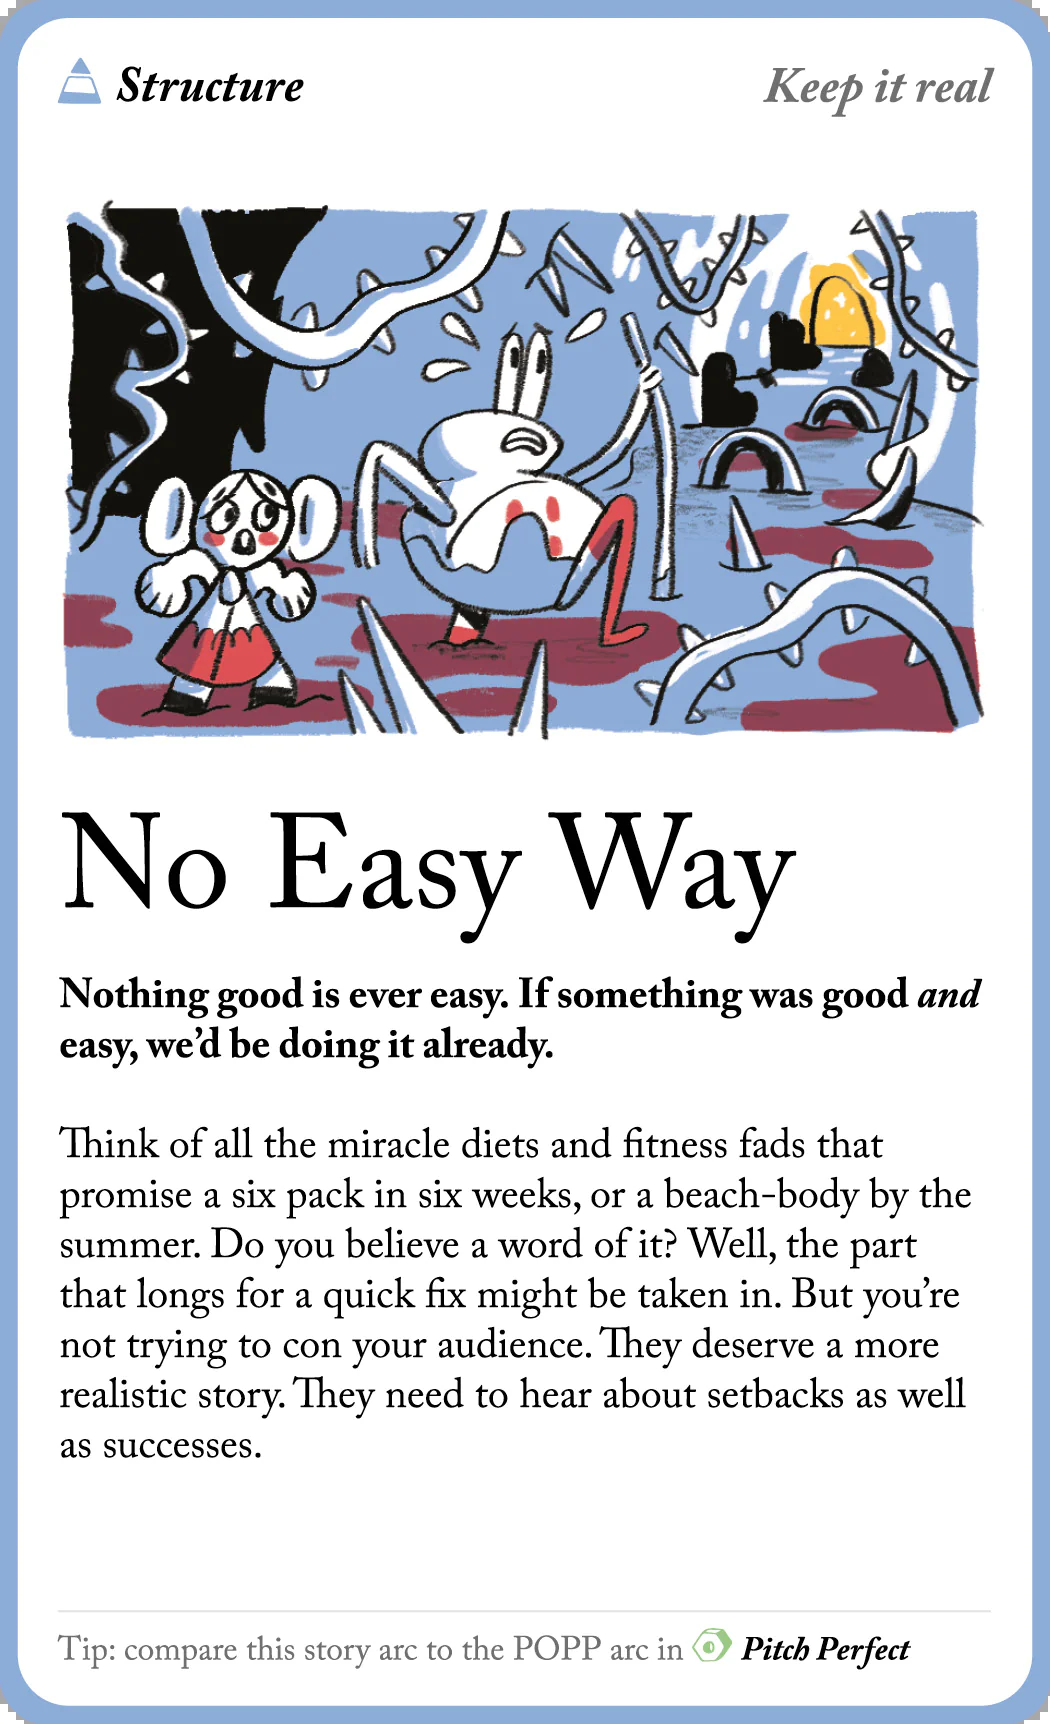 Structure
Keep it real
No Easy Way
Nothing good is ever easy. If something was good and
easy, we’d be doing it already.
Think of all the miracle diets and fitness fads that
promise a six pack in six weeks, or a beach-body by the
summer. Do you believe a word of it? Well, the part
that longs for a quick fix might be taken in. But you’re
not trying to con your audience. They deserve a more
realistic story. They need to hear about setbacks as well
as successes.
Tip: compare this story arc to the POPP arc in Pitch Perfect